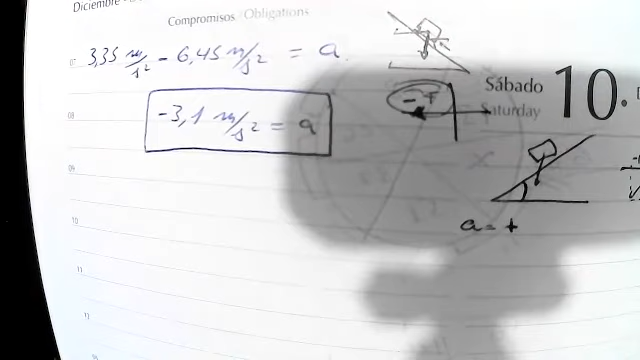 Diciembre
Compromisos / Obligations
07 3,35 m/s² - 6,45 m/s² = a.
-3,1 m/s² = a
- +
Sábado 10.
Saturday
08
09
10
11
a = +